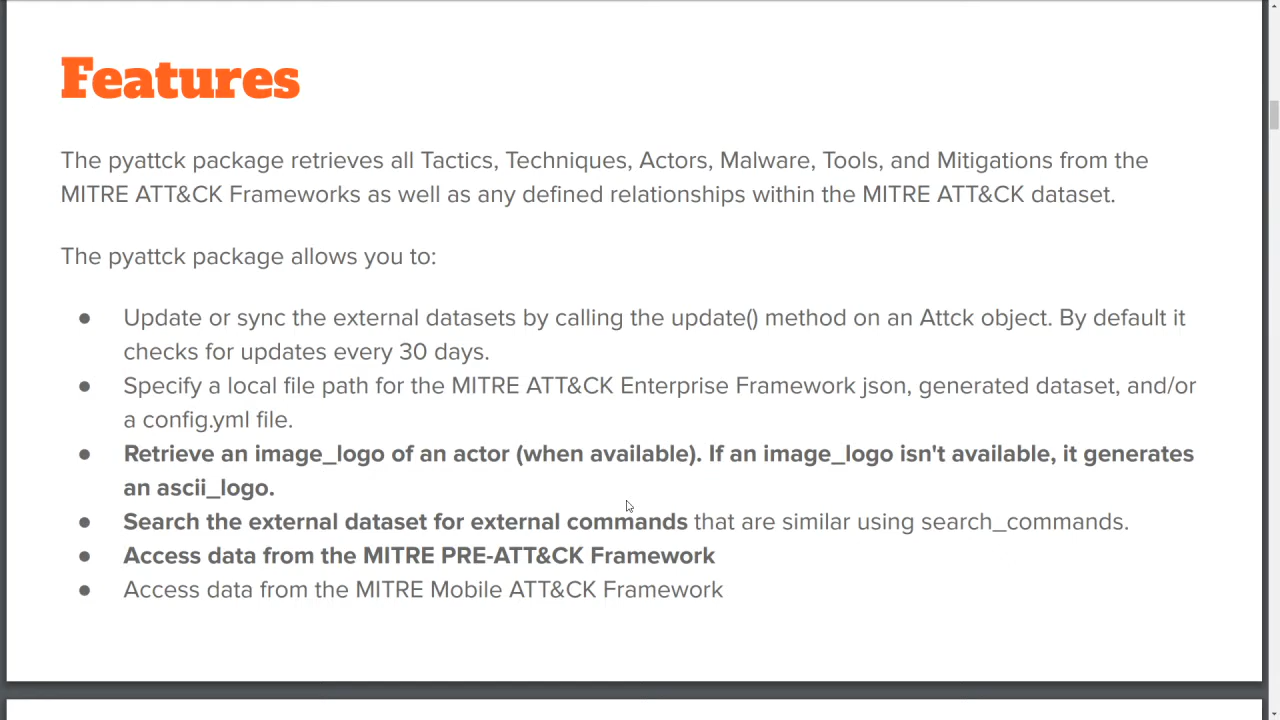 Features
The pyattck package retrieves all Tactics, Techniques, Actors, Malware, Tools, and Mitigations from the
MITRE ATT&CK Frameworks as well as any defined relationships within the MITRE ATT&CK dataset.
The pyattck package allows you to:
● Update or sync the external datasets by calling the update() method on an Attck object. By default it
checks for updates every 30 days.
● Specify a local file path for the MITRE ATT&CK Enterprise Framework json, generated dataset, and/or
a config.yml file.
● Retrieve an image_logo of an actor (when available). If an image_logo isn't available, it generates
an ascii_logo.
● Search the external dataset for external commands that are similar using search_commands.
● Access data from the MITRE PRE-ATT&CK Framework
● Access data from the MITRE Mobile ATT&CK Framework